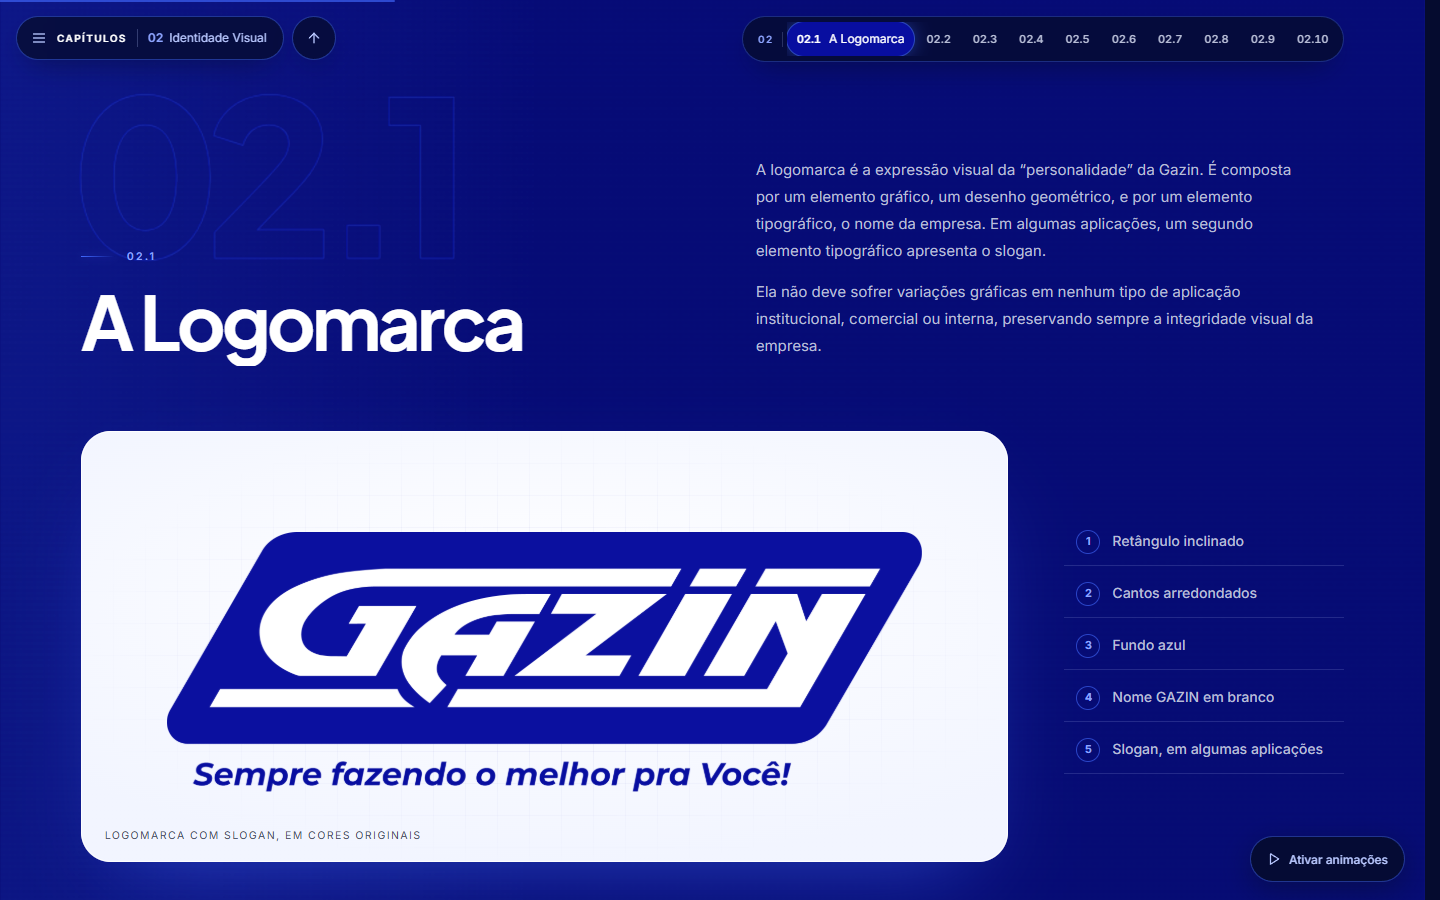 CAPÍTULOS 02 Identidade Visual
02 02.1 A Logomarca 02.2 02.3 02.4 02.5 02.6 02.7 02.8 02.9 02.10
02.1
02.1
A Logomarca
A logomarca é a expressão visual da “personalidade” da Gazin. É composta
por um elemento gráfico, um desenho geométrico, e por um elemento
tipográfico, o nome da empresa. Em algumas aplicações, um segundo
elemento tipográfico apresenta o slogan.
Ela não deve sofrer variações gráficas em nenhum tipo de aplicação
institucional, comercial ou interna, preservando sempre a integridade visual da
empresa.
GAZIN
Sempre fazendo o melhor pra Você!
LOGOMARCA COM SLOGAN, EM CORES ORIGINAIS
1 Retângulo inclinado
2 Cantos arredondados
3 Fundo azul
4 Nome GAZIN em branco
5 Slogan, em algumas aplicações
Ativar animações